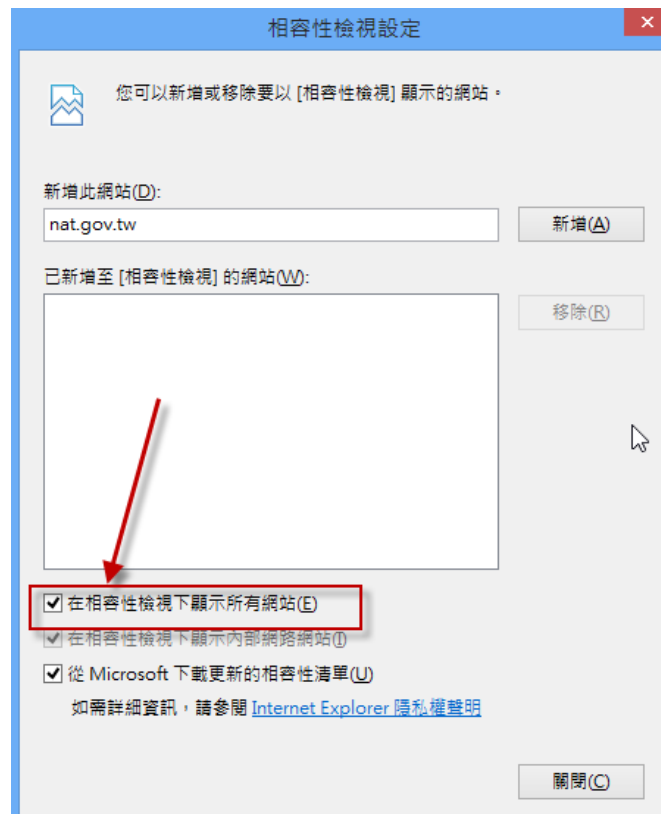 相容性檢視設定
您可以新增或移除要以 [相容性檢視] 顯示的網站。
新增此網站(D):
nat.gov.tw
新增(A)
已新增至 [相容性檢視] 的網站(W):
移除(R)
在相容性檢視下顯示所有網站(E)
在相容性檢視下顯示內部網路網站(I)
從 Microsoft 下載更新的相容性清單(U)
如需詳細資訊，請參閱 Internet Explorer 隱私權聲明
關閉(C)